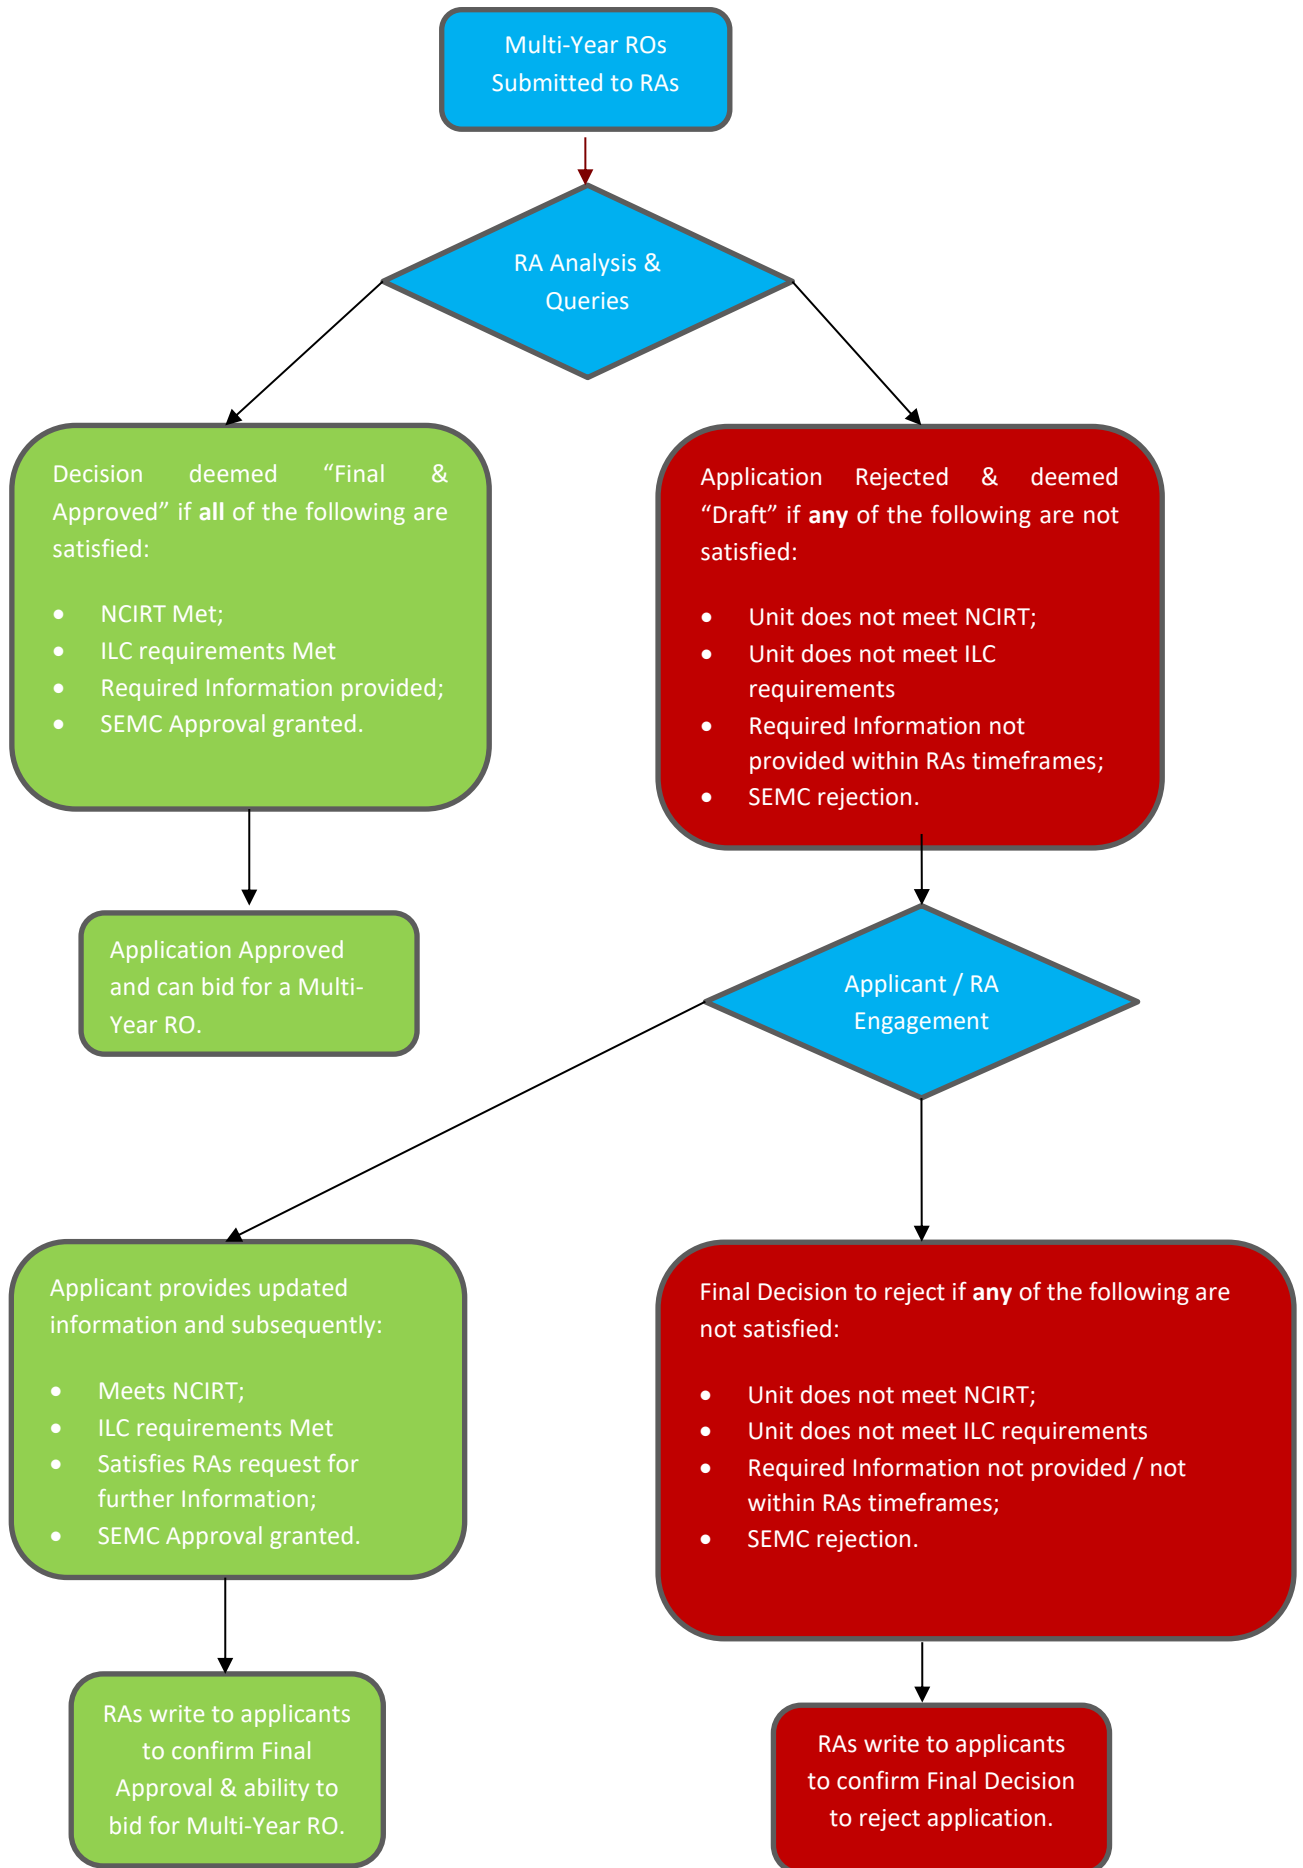 Multi-Year ROs
Submitted to RAs
RA Analysis &
Queries
Decision deemed “Final &
Approved” if all of the following are
satisfied:
• NCIRT Met;
• ILC requirements Met
• Required Information provided;
• SEMC Approval granted.
Application Rejected & deemed
“Draft” if any of the following are not
satisfied:
• Unit does not meet NCIRT;
• Unit does not meet ILC
requirements
• Required Information not
provided within RAs timeframes;
• SEMC rejection.
Application Approved
and can bid for a Multi-
Year RO.
Applicant / RA
Engagement
Applicant provides updated
information and subsequently:
• Meets NCIRT;
• ILC requirements Met
• Satisfies RAs request for
further Information;
• SEMC Approval granted.
Final Decision to reject if any of the following are
not satisfied:
• Unit does not meet NCIRT;
• Unit does not meet ILC requirements
• Required Information not provided / not
within RAs timeframes;
• SEMC rejection.
RAs write to applicants
to confirm Final
Approval & ability to
bid for Multi-Year RO.
RAs write to applicants
to confirm Final Decision
to reject application.